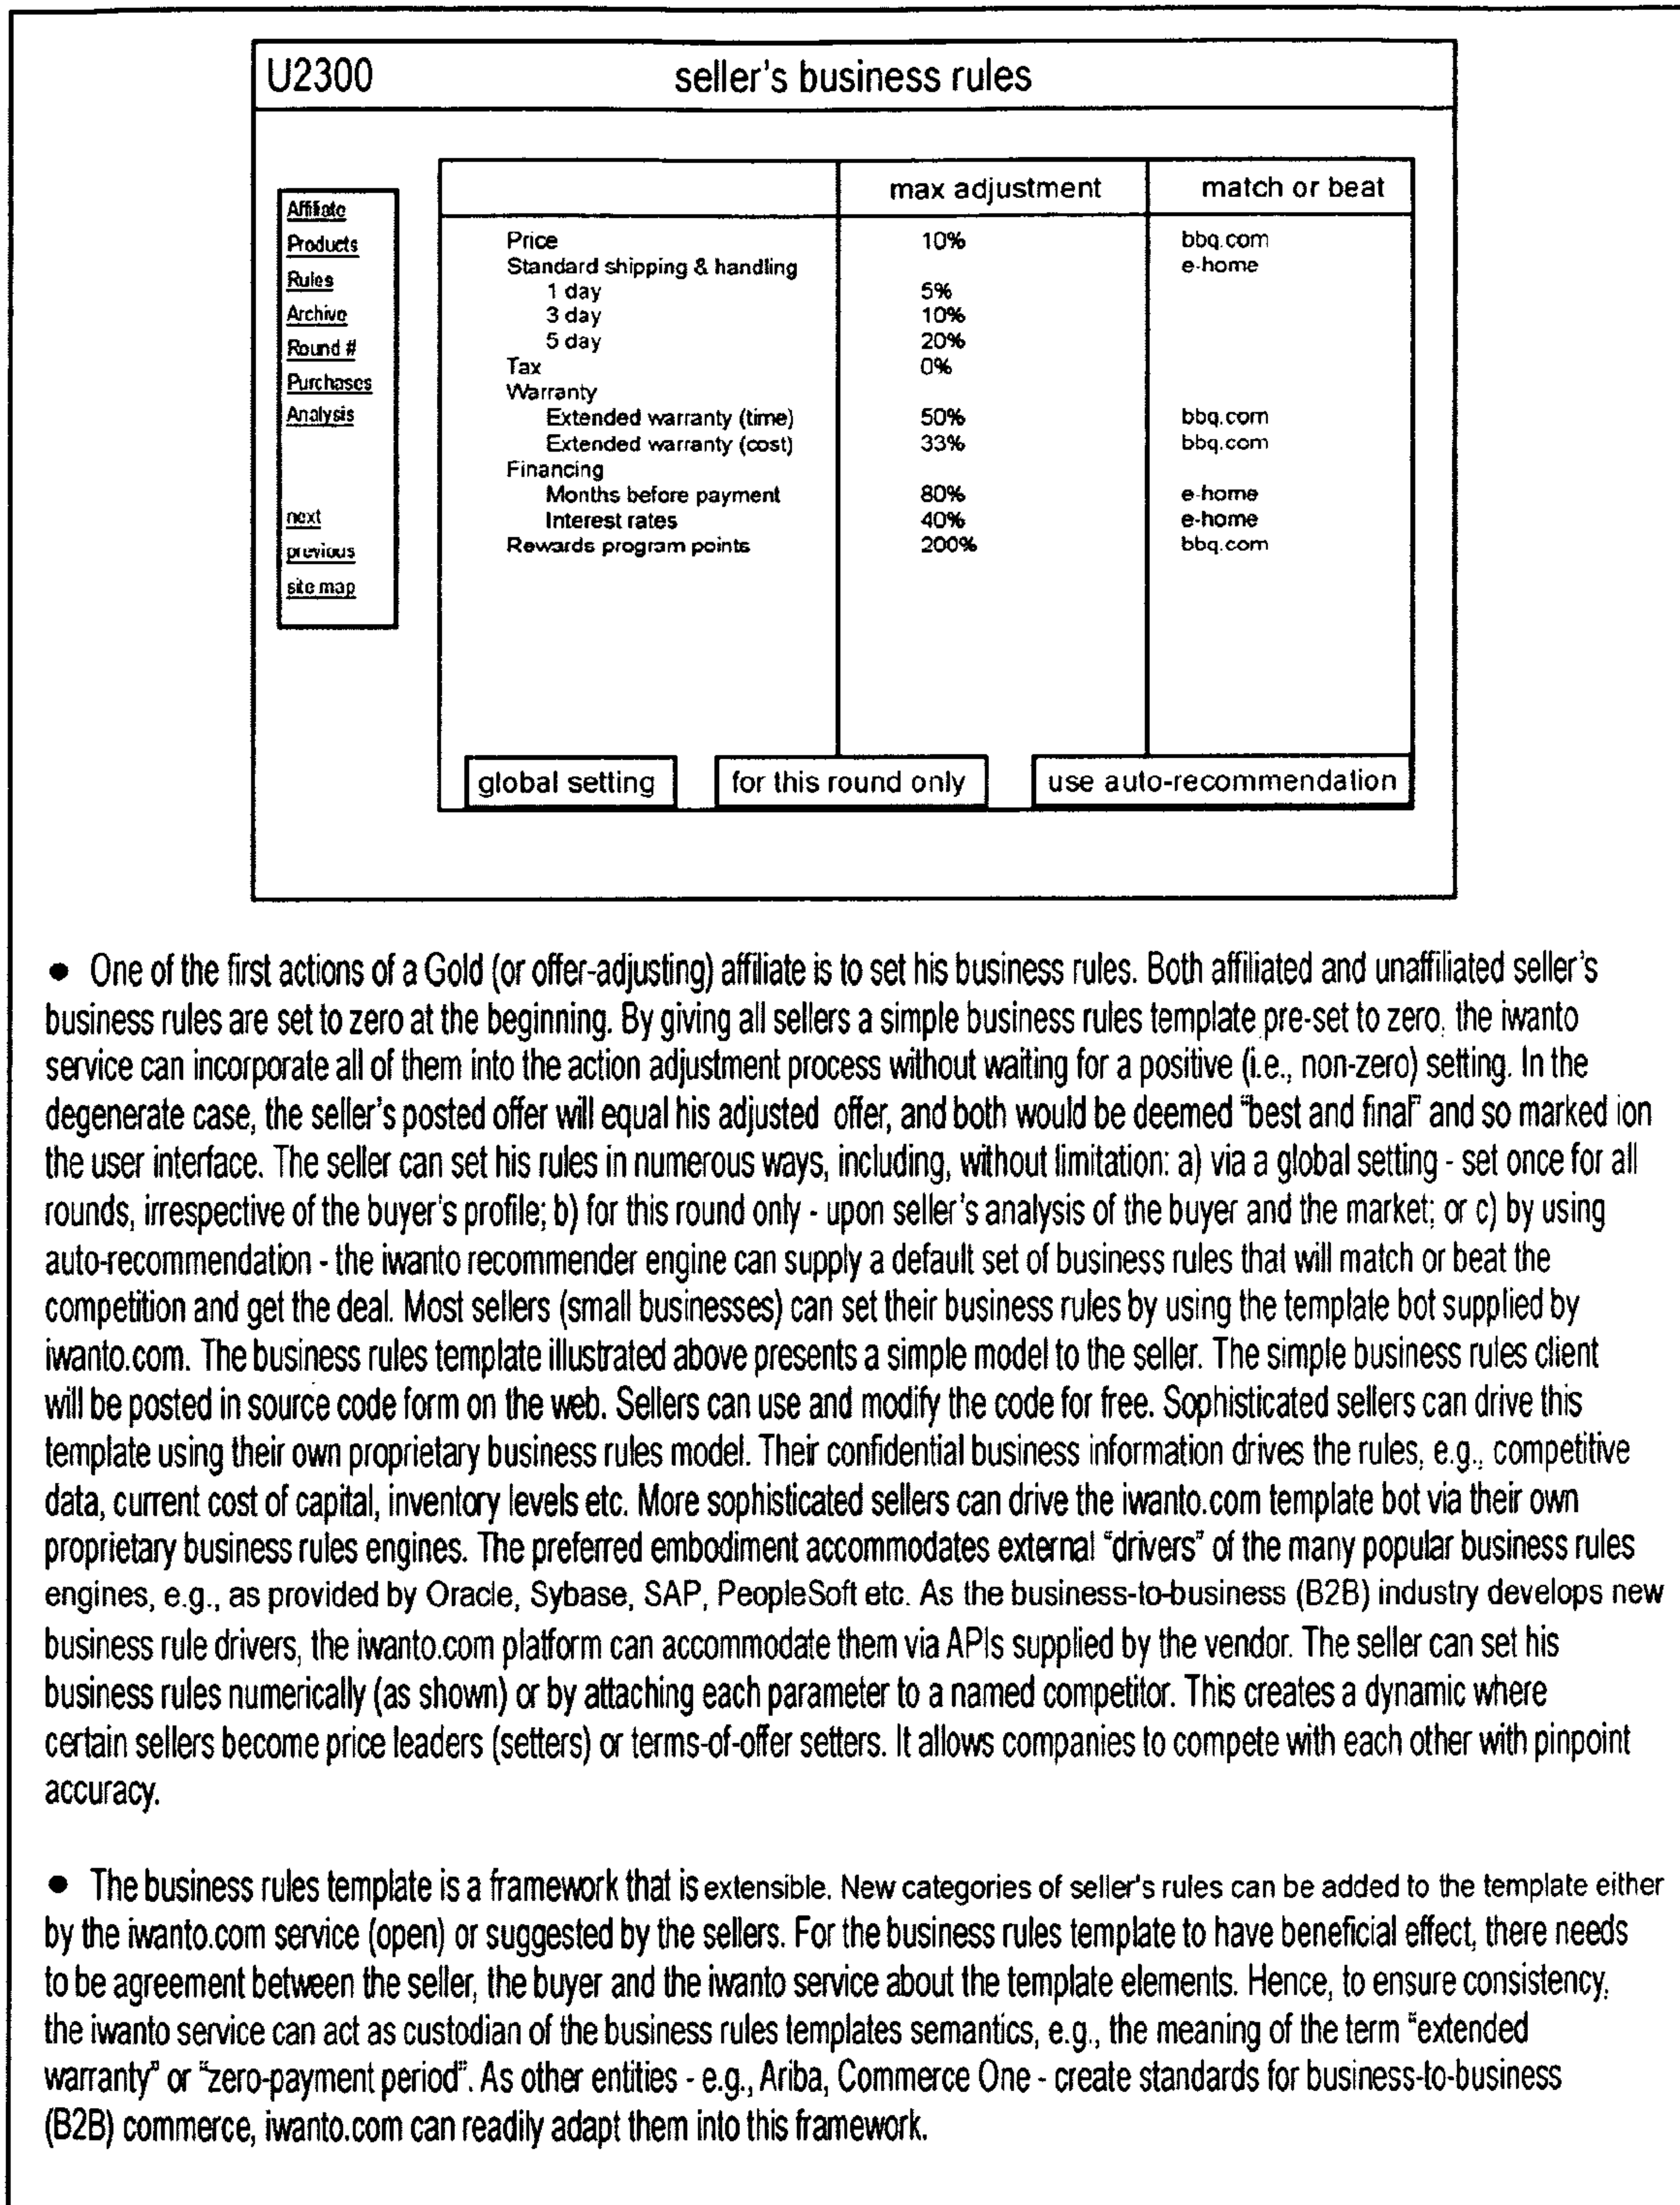 U2300 seller's business rules
Affiliate
Products
Rules
Archive
Round #
Purchases
Analysis
next
previous
site map
max adjustment match or beat
Price 10% bbq.com
Standard shipping & handling e-home
1 day 5%
3 day 10%
5 day 20%
Tax 0%
Warranty
Extended warranty (time) 50% bbq.com
Extended warranty (cost) 33% bbq.com
Financing
Months before payment 80% e-home
Interest rates 40% e-home
Rewards program points 200% bbq.com
global setting for this round only use auto-recommendation
• One of the first actions of a Gold (or offer-adjusting) affiliate is to set his business rules. Both affiliated and unaffiliated seller's
business rules are set to zero at the beginning. By giving all sellers a simple business rules template pre-set to zero, the iwanto
service can incorporate all of them into the action adjustment process without waiting for a positive (i.e., non-zero) setting. In the
degenerate case, the seller's posted offer will equal his adjusted offer, and both would be deemed "best and final" and so marked ion
the user interface. The seller can set his rules in numerous ways, including, without limitation: a) via a global setting - set once for all
rounds, irrespective of the buyer's profile; b) for this round only - upon seller's analysis of the buyer and the market; or c) by using
auto-recommendation - the iwanto recommender engine can supply a default set of business rules that will match or beat the
competition and get the deal. Most sellers (small businesses) can set their business rules by using the template bot supplied by
iwanto.com. The business rules template illustrated above presents a simple model to the seller. The simple business rules client
will be posted in source code form on the web. Sellers can use and modify the code for free. Sophisticated sellers can drive this
template using their own proprietary business rules model. Their confidential business information drives the rules, e.g., competitive
data, current cost of capital, inventory levels etc. More sophisticated sellers can drive the iwanto.com template bot via their own
proprietary business rules engines. The preferred embodiment accommodates external "drivers" of the many popular business rules
engines, e.g., as provided by Oracle, Sybase, SAP, PeopleSoft etc. As the business-to-business (B2B) industry develops new
business rule drivers, the iwanto.com platform can accommodate them via APIs supplied by the vendor. The seller can set his
business rules numerically (as shown) or by attaching each parameter to a named competitor. This creates a dynamic where
certain sellers become price leaders (setters) or terms-of-offer setters. It allows companies to compete with each other with pinpoint
accuracy.
• The business rules template is a framework that is extensible. New categories of seller's rules can be added to the template either
by the iwanto.com service (open) or suggested by the sellers. For the business rules template to have beneficial effect, there needs
to be agreement between the seller, the buyer and the iwanto service about the template elements. Hence, to ensure consistency,
the iwanto service can act as custodian of the business rules templates semantics, e.g., the meaning of the term "extended
warranty" or "zero-payment period". As other entities - e.g., Ariba, Commerce One - create standards for business-to-business
(B2B) commerce, iwanto.com can readily adapt them into this framework.